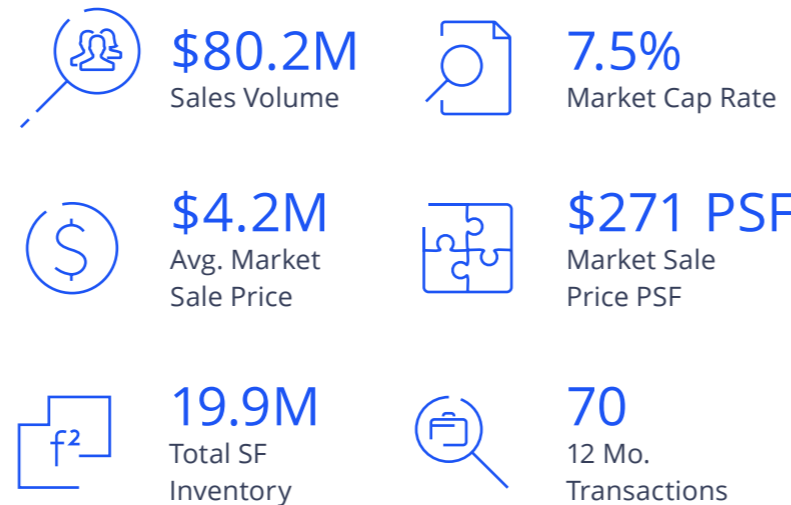 $80.2M
Sales Volume
7.5%
Market Cap Rate
$4.2M
Avg. Market
Sale Price
$271 PSF
Market Sale
Price PSF
f²
19.9M
Total SF
Inventory
70
12 Mo.
Transactions